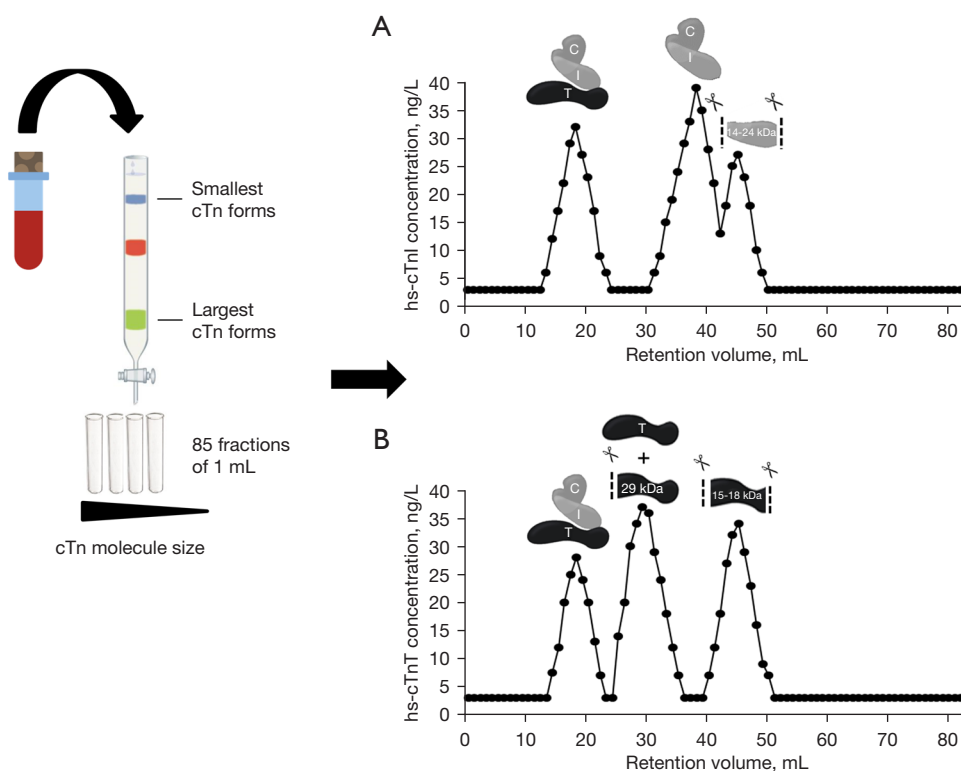 Smallest
cTn forms
Largest
cTn forms
85 fractions
of 1 mL
cTn molecule size
A
hs-cTnI concentration, ng/L
40
35
30
25
20
15
10
5
0
0 10 20 30 40 50 60 70 80
Retention volume, mL
C
I
T
C
I
14-24 kDa
B
hs-cTnT concentration, ng/L
40
35
30
25
20
15
10
5
0
0 10 20 30 40 50 60 70 80
Retention volume, mL
C
I
T
T
+
29 kDa
15-18 kDa